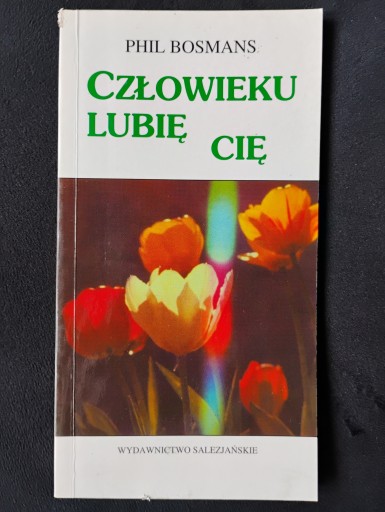 PHIL BOSMANS
CZŁOWIEKU
LUBIĘ
CIĘ
WYDAWNICTWO SALEZJAŃSKIE